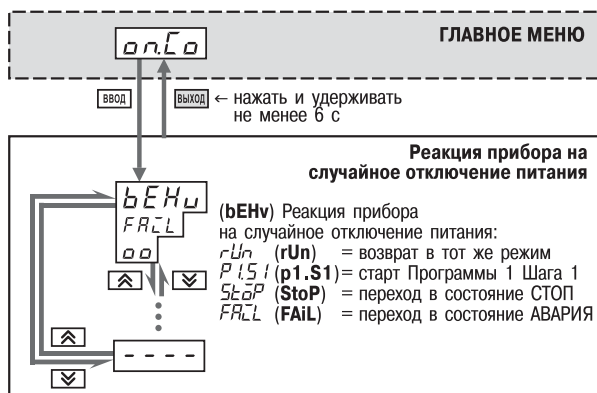 ГЛАВНОЕ МЕНЮ
on.Co
ВВОД
ВЫХОД ← нажать и удерживать
не менее 6 с
Реакция прибора на
случайное отключение питания
bEHu
FAIL
oo
(bEHv) Реакция прибора
на случайное отключение питания:
rUn (rUn) = возврат в тот же режим
P1.S1 (p1.S1) = старт Программы 1 Шага 1
StoP (StoP) = переход в состояние СТОП
FAIL (FAiL) = переход в состояние АВАРИЯ
- - - -